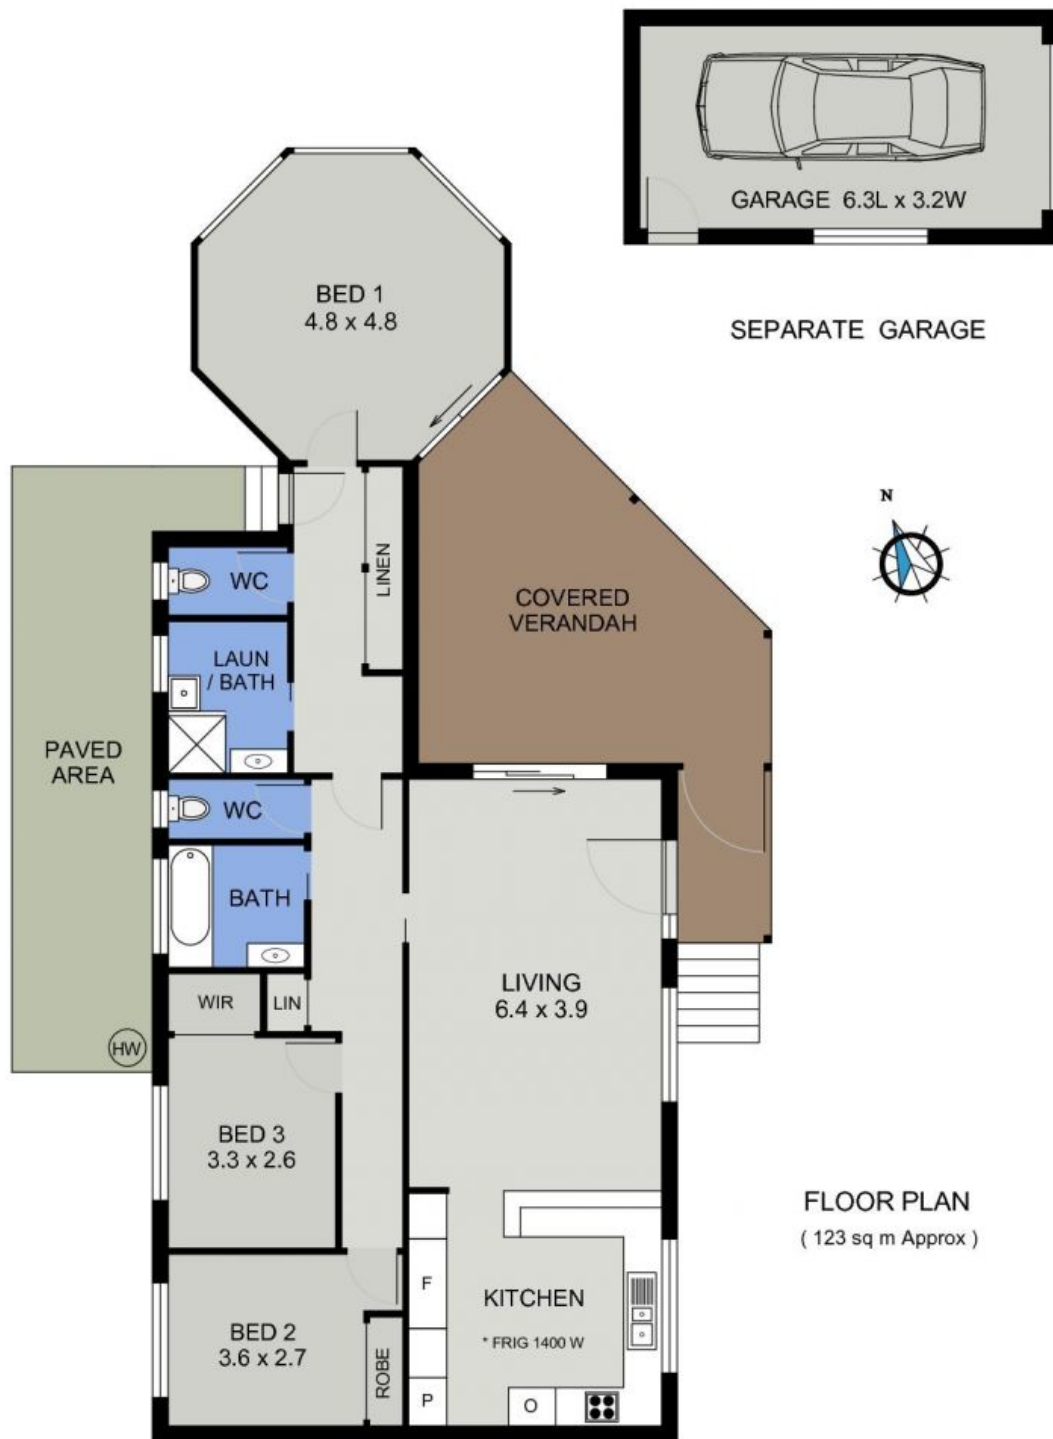 GARAGE 6.3L x 3.2W
SEPARATE GARAGE
BED 1
4.8 x 4.8
N
LINEN
WC
COVERED
VERANDAH
LAUN
/ BATH
PAVED
AREA
WC
BATH
LIVING
6.4 x 3.9
WIR
LIN
HW
BED 3
3.3 x 2.6
FLOOR PLAN
( 123 sq m Approx )
F
KITCHEN
* FRIG 1400 W
BED 2
3.6 x 2.7
ROBE
P
O